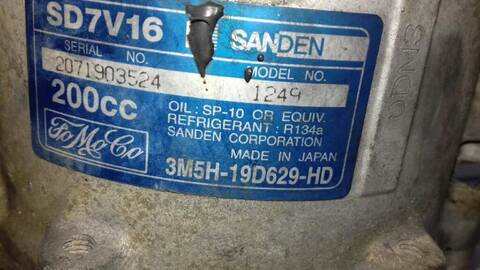 SD7V16 SANDEN
SERIAL NO. MODEL NO.
2071903524 1249
200cc
OIL: SP-10 OR EQUIV.
REFRIGERANT: R134a
SANDEN CORPORATION
MADE IN JAPAN
FoMoCo
3M5H-19D629-HD